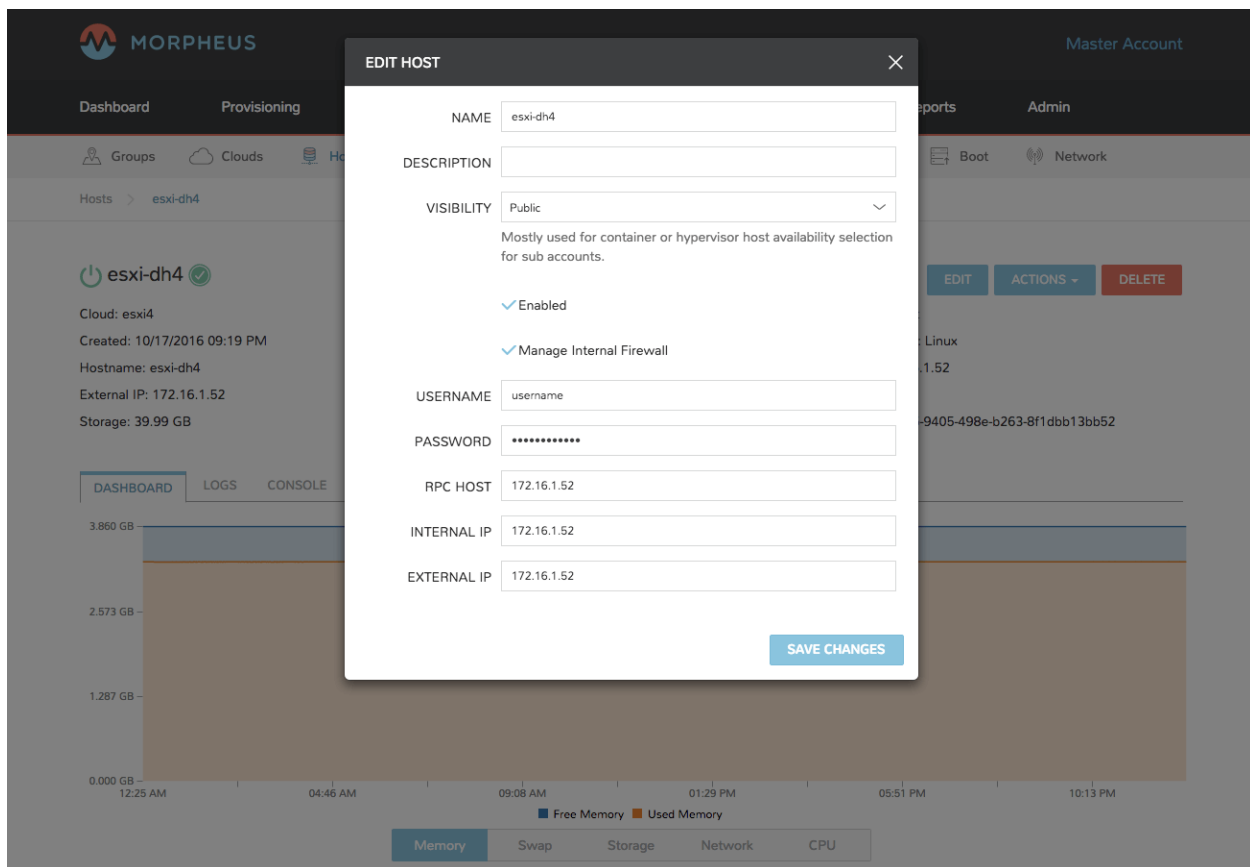 MORPHEUS
Master Account
Dashboard Provisioning Admin
Groups Clouds Boot Network
Hosts > esxi-dh4
esxi-dh4
EDIT ACTIONS DELETE
Cloud: esxi4
Created: 10/17/2016 09:19 PM
Linux
Hostname: esxi-dh4
.1.52
External IP: 172.16.1.52
Storage: 39.99 GB
-9405-498e-b263-8f1dbb13bb52
DASHBOARD LOGS CONSOLE
EDIT HOST
NAME esxi-dh4
DESCRIPTION
VISIBILITY Public
Mostly used for container or hypervisor host availability selection
for sub accounts.
Enabled
Manage Internal Firewall
USERNAME username
PASSWORD ••••••••••••
RPC HOST 172.16.1.52
INTERNAL IP 172.16.1.52
EXTERNAL IP 172.16.1.52
SAVE CHANGES
3.860 GB
2.573 GB
1.287 GB
0.000 GB
12:25 AM 04:46 AM 09:08 AM 01:29 PM 05:51 PM 10:13 PM
Free Memory Used Memory
Memory Swap Storage Network CPU